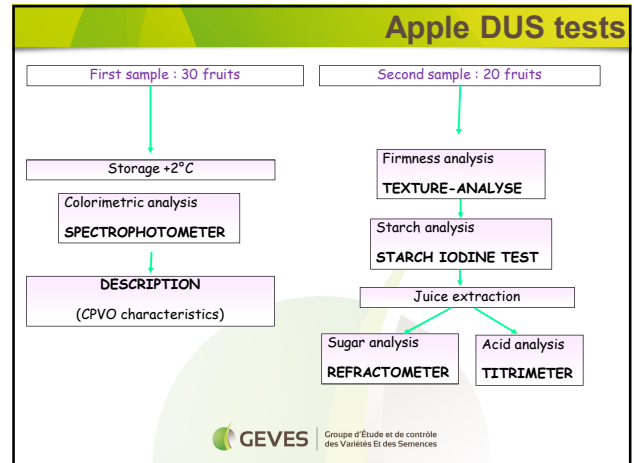 Apple DUS tests
First sample : 30 fruits
Storage +2°C
Colorimetric analysis
SPECTROPHOTOMETER
DESCRIPTION
(CPVO characteristics)
Second sample : 20 fruits
Firmness analysis
TEXTURE-ANALYSE
Starch analysis
STARCH IODINE TEST
Juice extraction
Sugar analysis
REFRACTOMETER
Acid analysis
TITRIMETER
GEVES
Groupe d'Étude et de contrôle
des Variétés Et des Semences